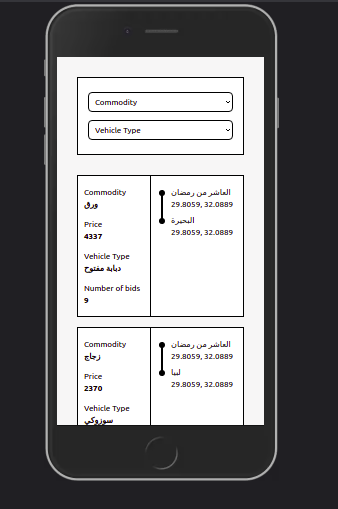 Commodity
Vehicle Type
Commodity
ورق
Price
4337
Vehicle Type
دبابة مفتوح
Number of bids
9
العاشر من رمضان
29.8059, 32.0889
البحيرة
29.8059, 32.0889
Commodity
زجاج
Price
2370
Vehicle Type
سوزوكي
العاشر من رمضان
29.8059, 32.0889
ليبيا
29.8059, 32.0889